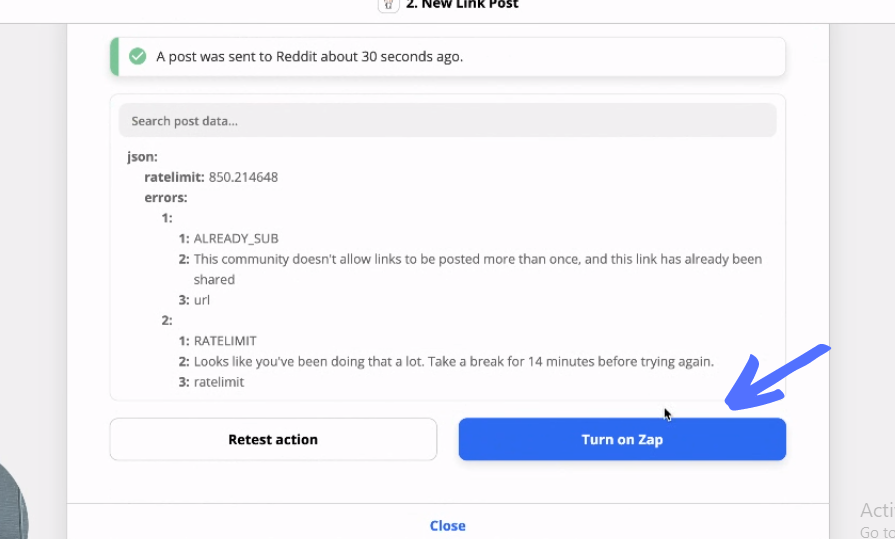 2. New Link Post
A post was sent to Reddit about 30 seconds ago.
Search post data...
json:
ratelimit: 850.214648
errors:
1:
1: ALREADY_SUB
2: This community doesn't allow links to be posted more than once, and this link has already been
shared
3: url
2:
1: RATELIMIT
2: Looks like you've been doing that a lot. Take a break for 14 minutes before trying again.
3: ratelimit
Retest action
Turn on Zap
Close
Go to